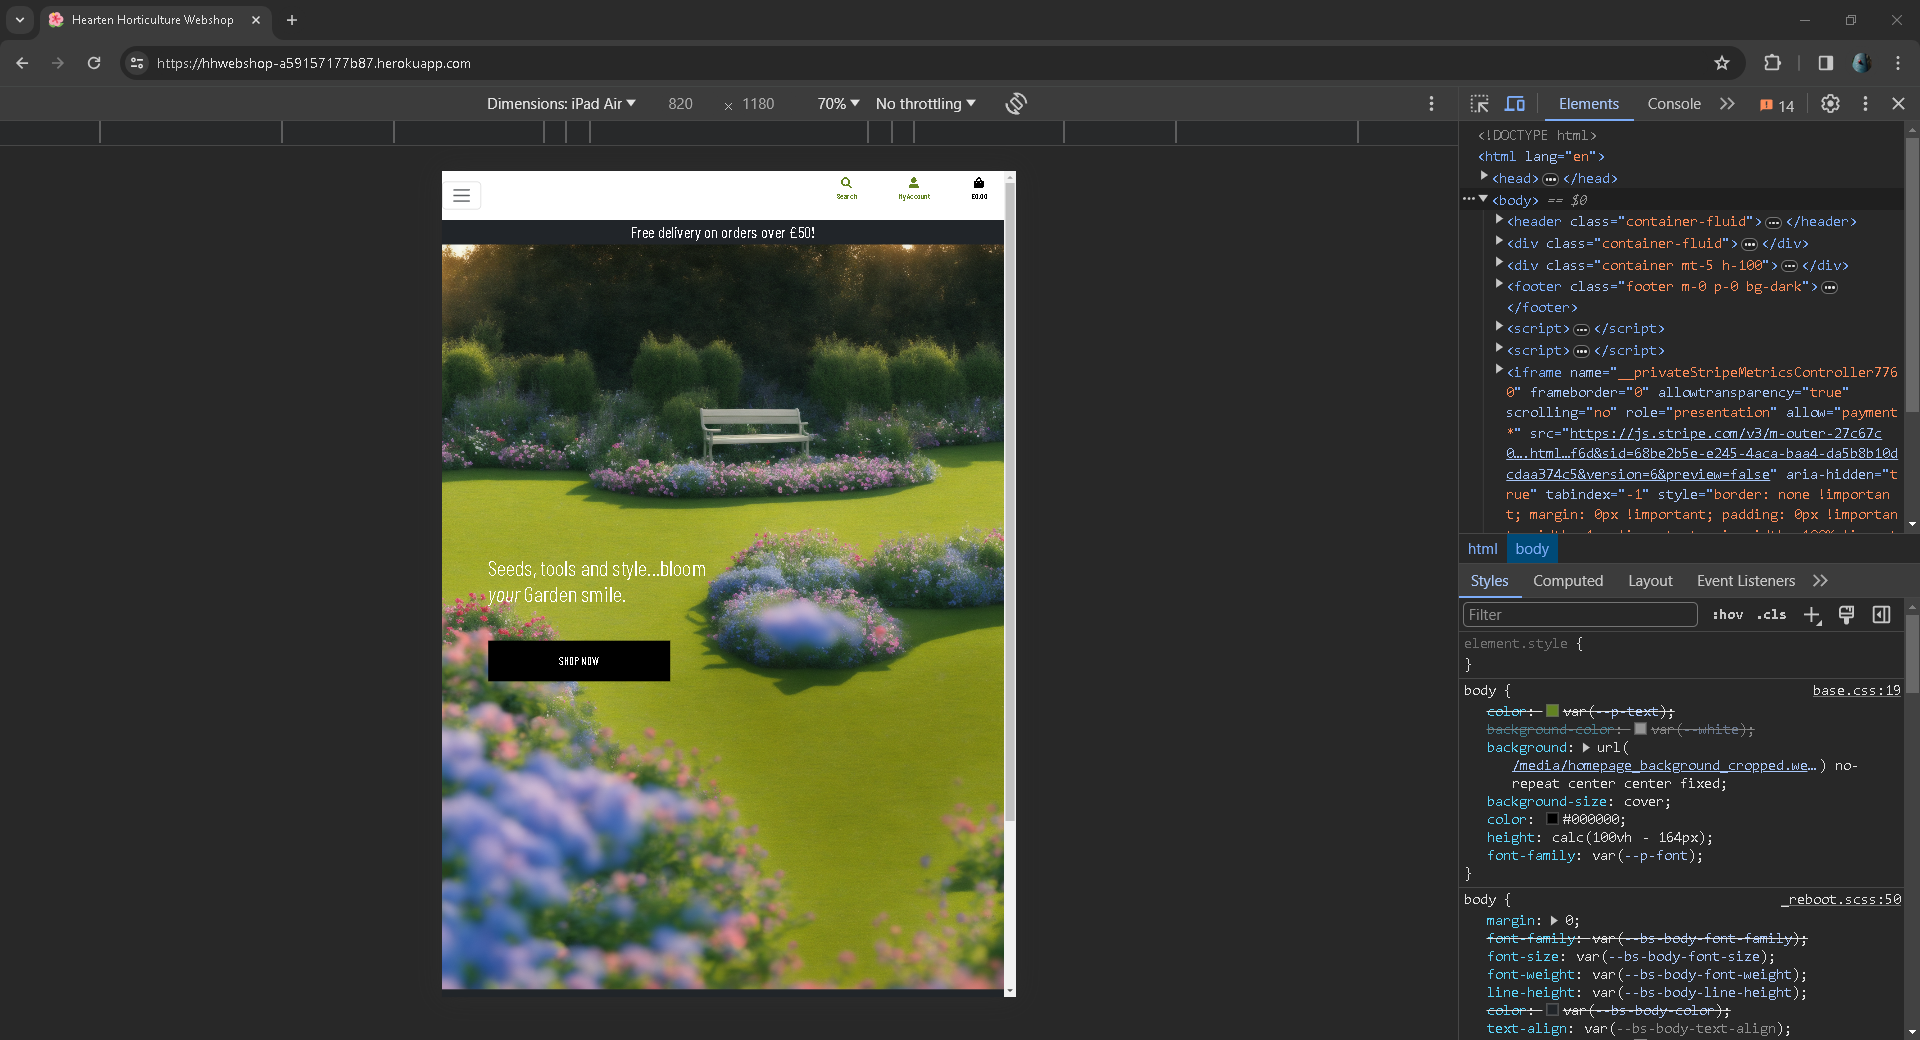 Hearten Horticulture Webshop
https://hhwebshop-a59157177b87.herokuapp.com
Dimensions: iPad Air 820 × 1180 70% No throttling
Elements Console 14
Search My Account £0.00
Free delivery on orders over £50!
Seeds, tools and style...bloom
your Garden smile.
SHOP NOW
<!DOCTYPE html>
<html lang="en">
<head> ••• </head>
<body> == $0
<header class="container-fluid"> ••• </header>
<div class="container-fluid"> ••• </div>
<div class="container mt-5 h-100"> ••• </div>
<footer class="footer m-0 p-0 bg-dark"> •••
</footer>
<script> ••• </script>
<script> ••• </script>
<iframe name="__privateStripeMetricsController776
0" frameborder="0" allowtransparency="true"
scrolling="no" role="presentation" allow="payment
*" src="https://js.stripe.com/v3/m-outer-27c67c
0….html…f6d&sid=68be2b5e-e245-4aca-baa4-da5b8b10d
cdaa374c5&version=6&preview=false" aria-hidden="t
rue" tabindex="-1" style="border: none !importan
t; margin: 0px !important; padding: 0px !importan
html body
Styles Computed Layout Event Listeners
Filter :hov .cls
element.style {
}
body { base.css:19
color: var(--p-text);
background-color: var(--white);
background: url(
/media/homepage_background_cropped.we…) no-
repeat center center fixed;
background-size: cover;
color: #000000;
height: calc(100vh - 164px);
font-family: var(--p-font);
}
body { _reboot.scss:50
margin: 0;
font-family: var(--bs-body-font-family);
font-size: var(--bs-body-font-size);
font-weight: var(--bs-body-font-weight);
line-height: var(--bs-body-line-height);
color: var(--bs-body-color);
text-align: var(--bs-body-text-align);